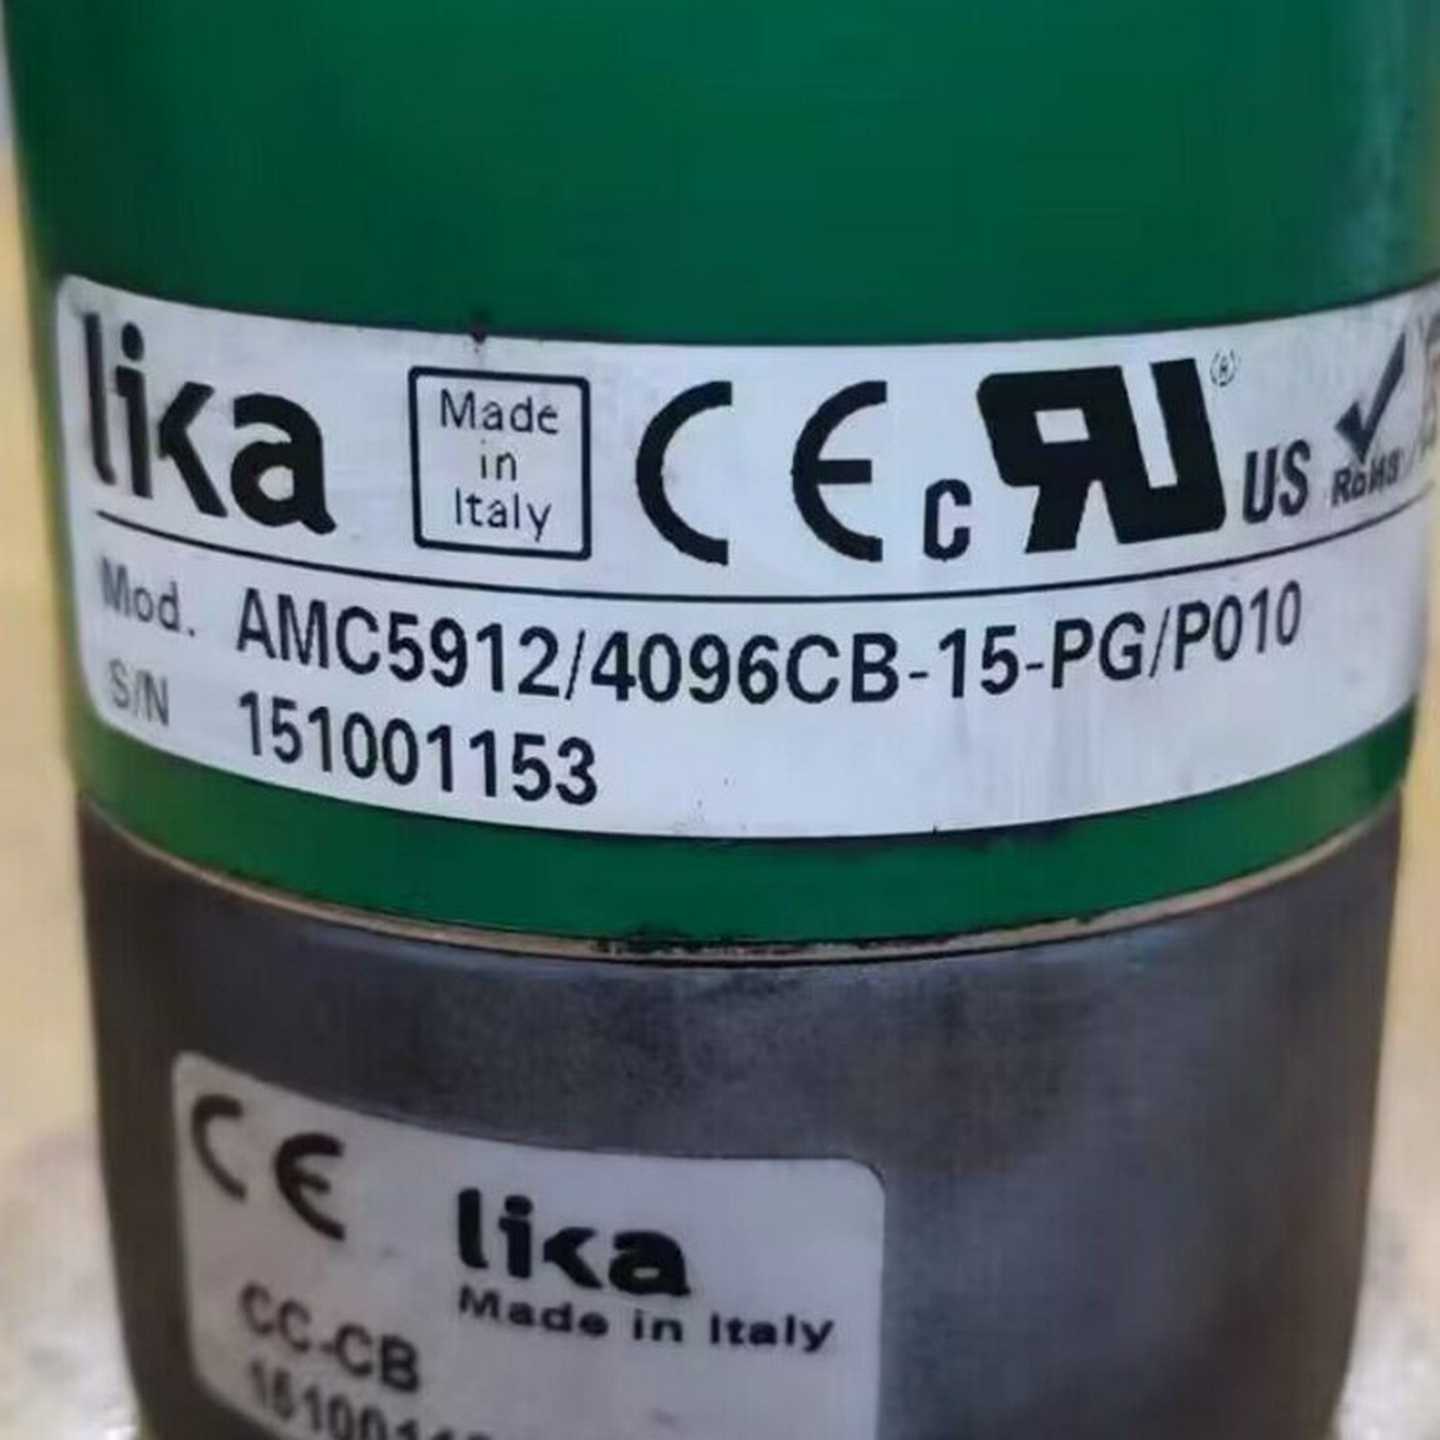 lika Made in Italy CE c RU ® US RoHS
Mod. AMC5912/4096CB-15-PG/P010
S/N 151001153
CE lika
Made in Italy
CC-CB